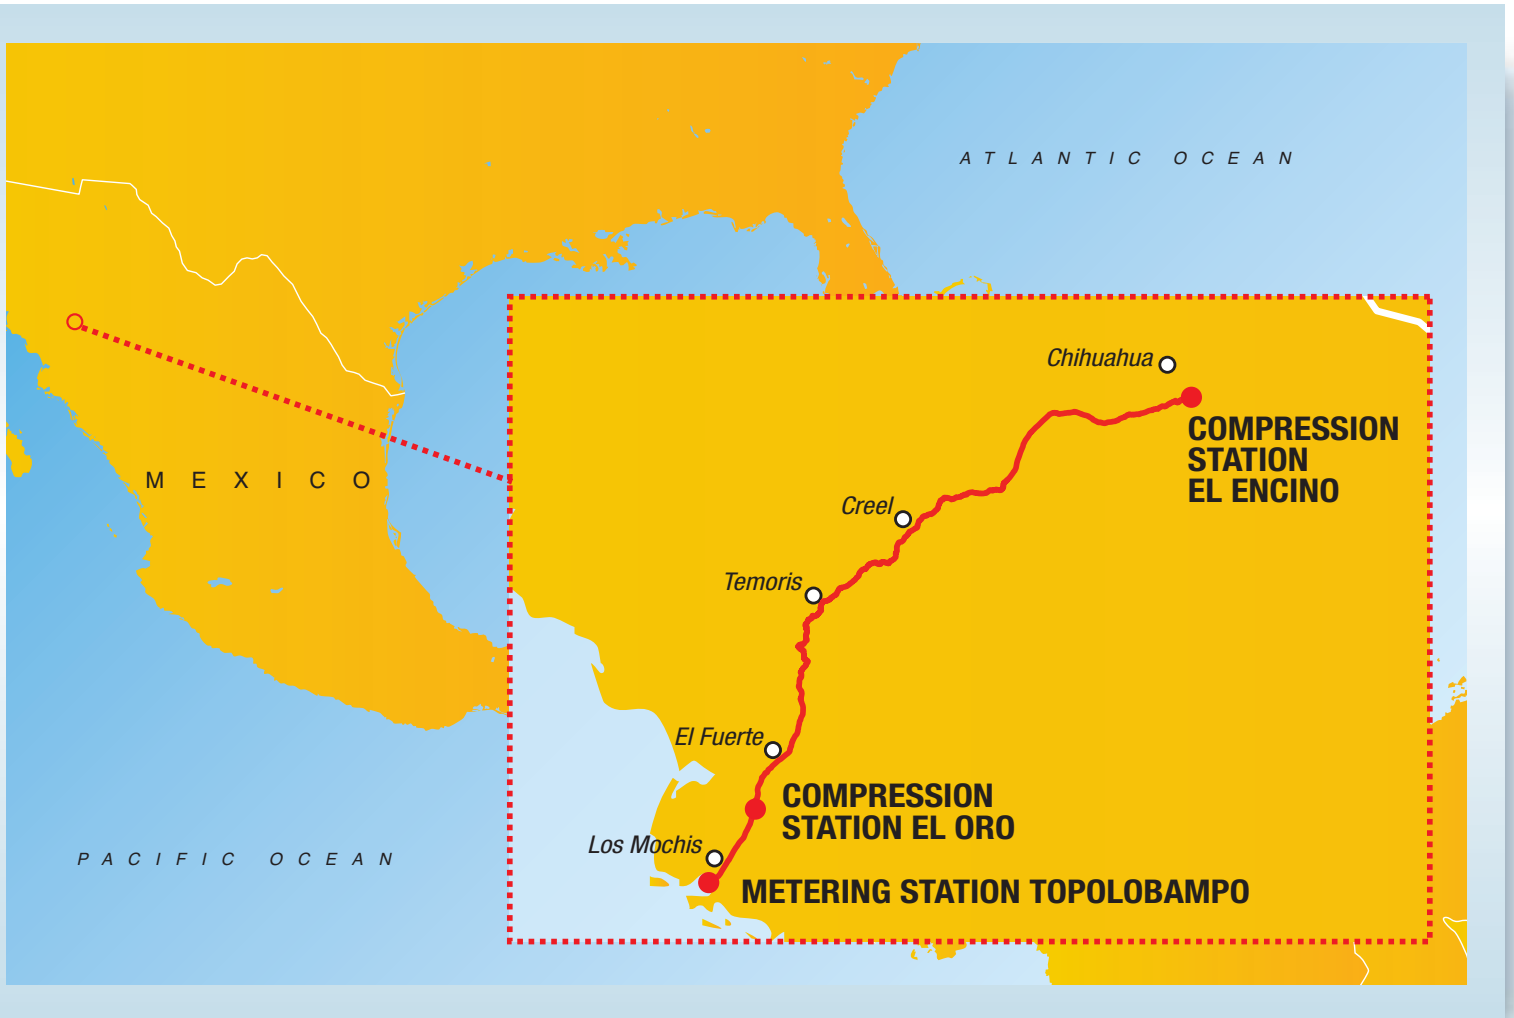 ATLANTIC OCEAN
Chihuahua
COMPRESSION
STATION
EL ENCINO
MEXICO
Creel
Temoris
El Fuerte
COMPRESSION
STATION EL ORO
Los Mochis
PACIFIC OCEAN
METERING STATION TOPOLOBAMPO